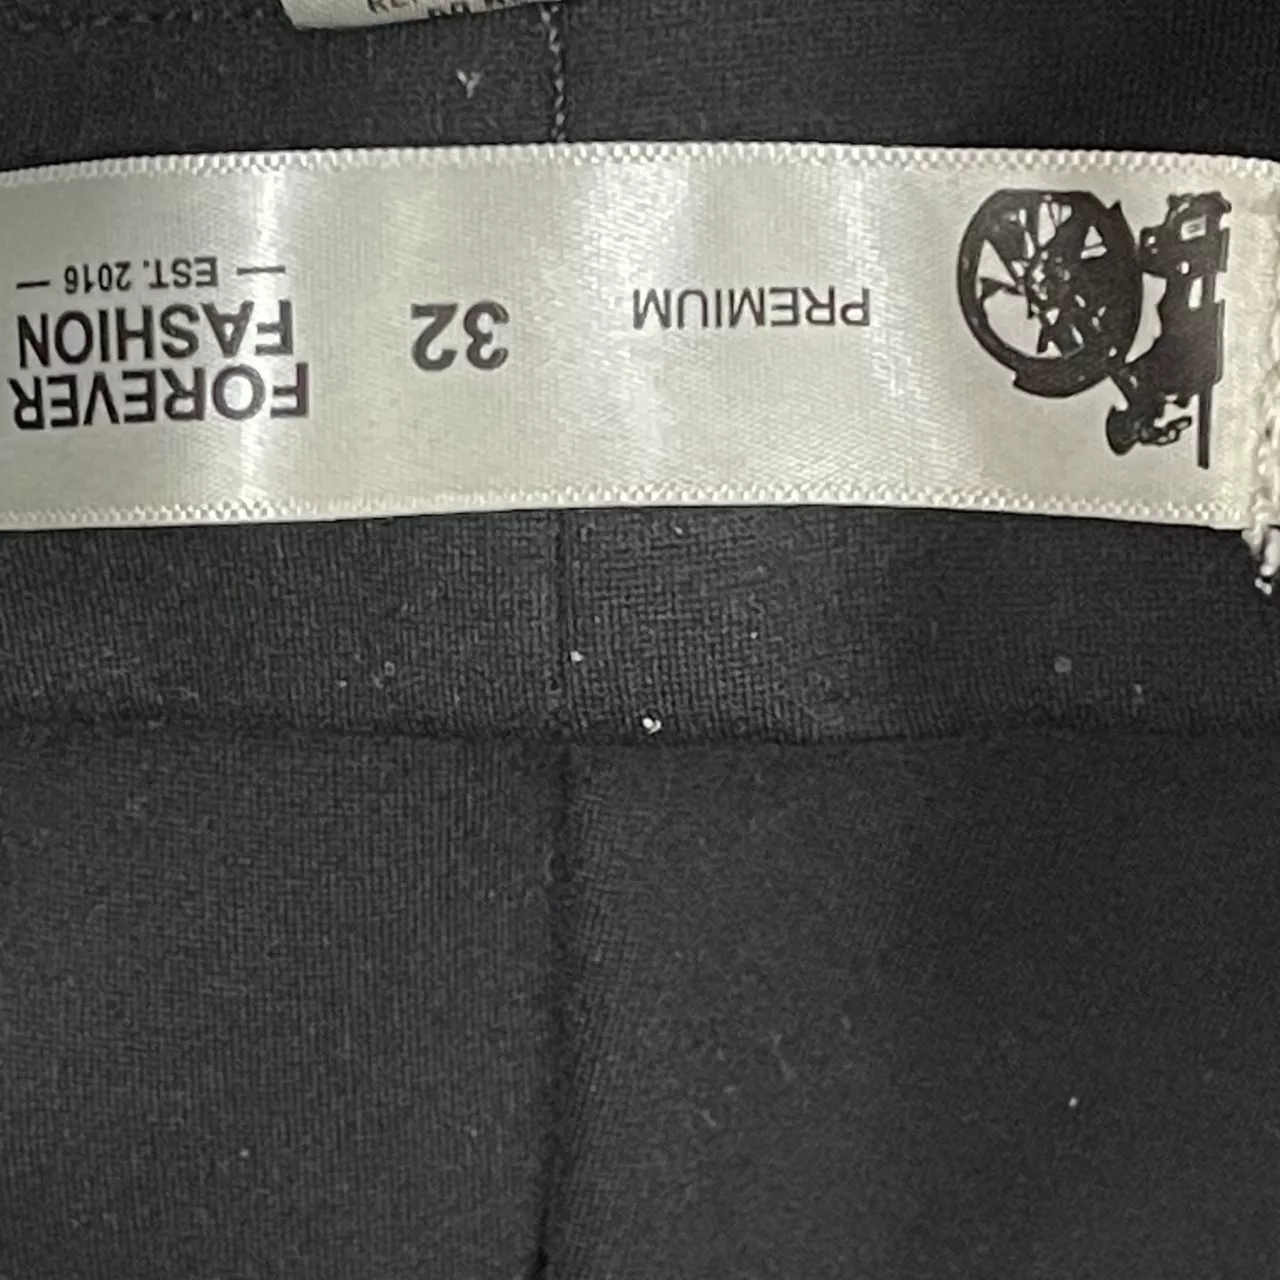 PREMIUM
32
FOREVER
FASHION
— EST. 2016 —